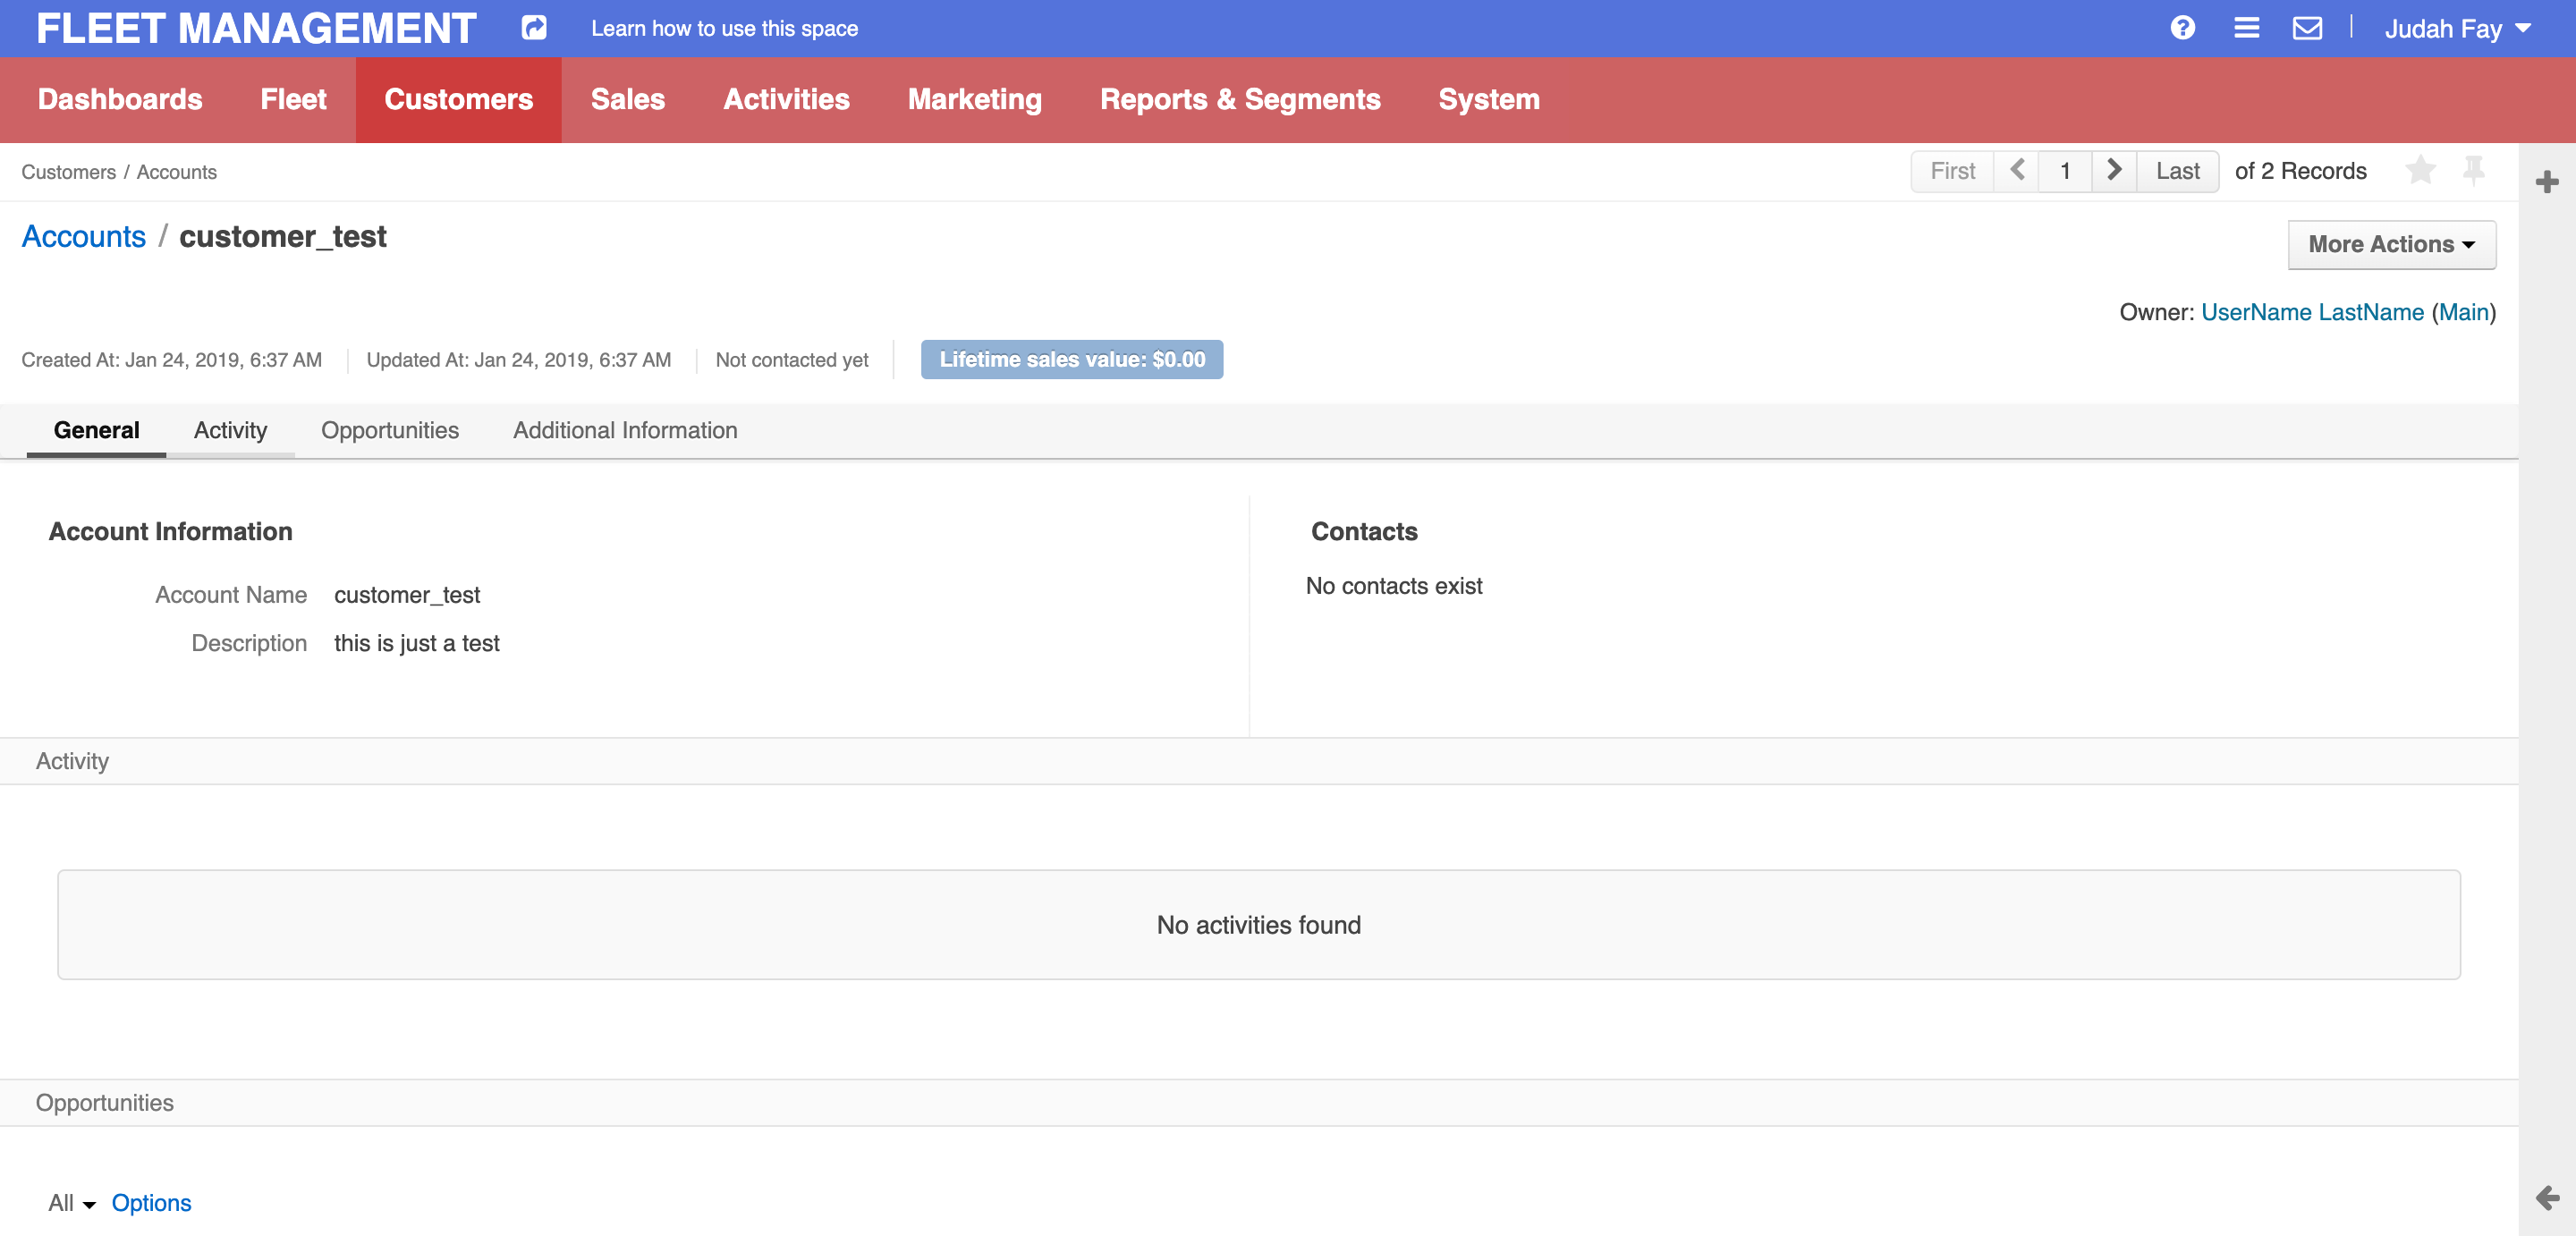 FLEET MANAGEMENT Learn how to use this space Judah Fay
Dashboards Fleet Customers Sales Activities Marketing Reports & Segments System
Customers / Accounts First 1 Last of 2 Records
Accounts / customer_test More Actions
Owner: UserName LastName (Main)
Created At: Jan 24, 2019, 6:37 AM Updated At: Jan 24, 2019, 6:37 AM Not contacted yet Lifetime sales value: $0.00
General Activity Opportunities Additional Information
Account Information Contacts
Account Name customer_test No contacts exist
Description this is just a test
Activity
No activities found
Opportunities
All Options